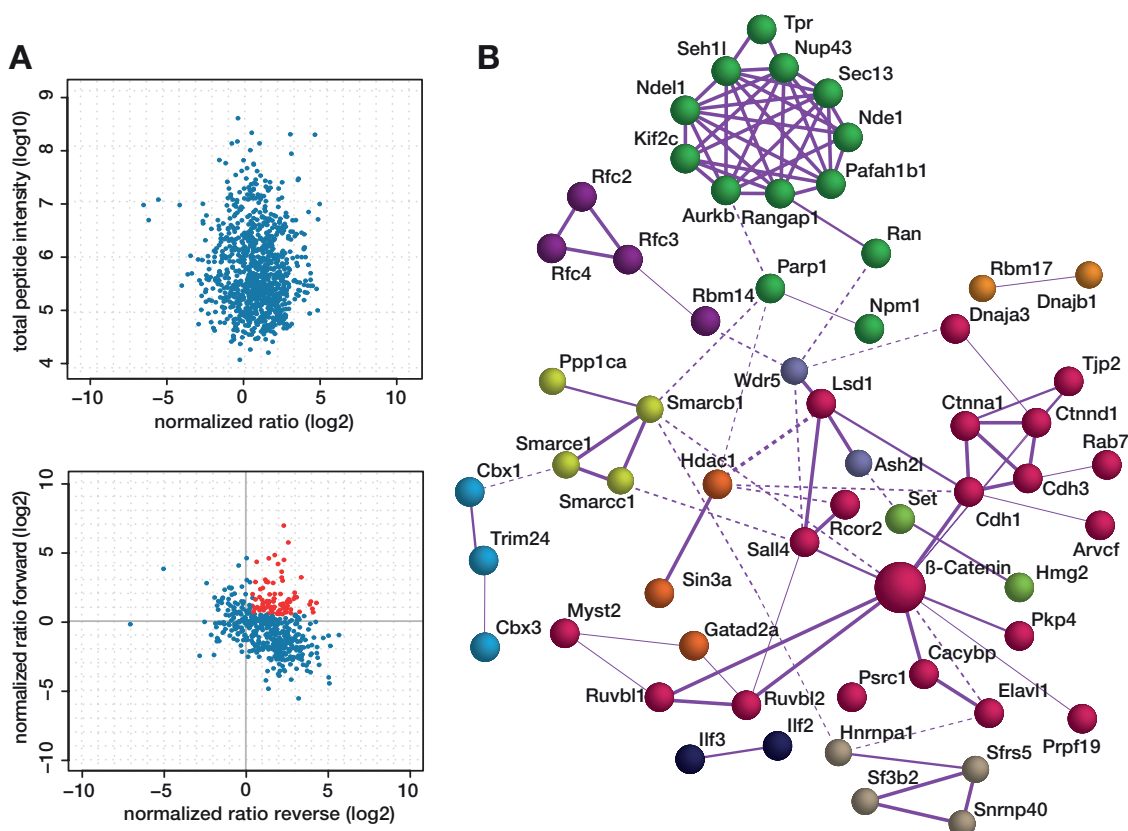 A
9
8
7
6
5
4
total peptide intensity (log10)
−10
−5
0
5
10
normalized ratio (log2)
10
5
0
−5
−10
normalized ratio forward (log2)
−10
−5
0
5
10
normalized ratio reverse (log2)
B
Tpr
Seh1l
Nup43
Sec13
Ndel1
Nde1
Kif2c
Pafah1b1
Aurkb
Rangap1
Rfc2
Rfc3
Rfc4
Ran
Parp1
Rbm17
Dnajb1
Rbm14
Npm1
Dnaja3
Ppp1ca
Wdr5
Lsd1
Tjp2
Smarcb1
Ctnna1
Ctnnd1
Smarce1
Rab7
Cbx1
Hdac1
Ash2l
Cdh3
Smarcc1
Set
Cdh1
Rcor2
Arvcf
Trim24
Sall4
ß-Catenin
Hmg2
Sin3a
Myst2
Pkp4
Cbx3
Gatad2a
Cacybp
Psrc1
Elavl1
Ruvbl1
Ruvbl2
Prpf19
Ilf3
Ilf2
Hnrnpa1
Sfrs5
Sf3b2
Snrnp40